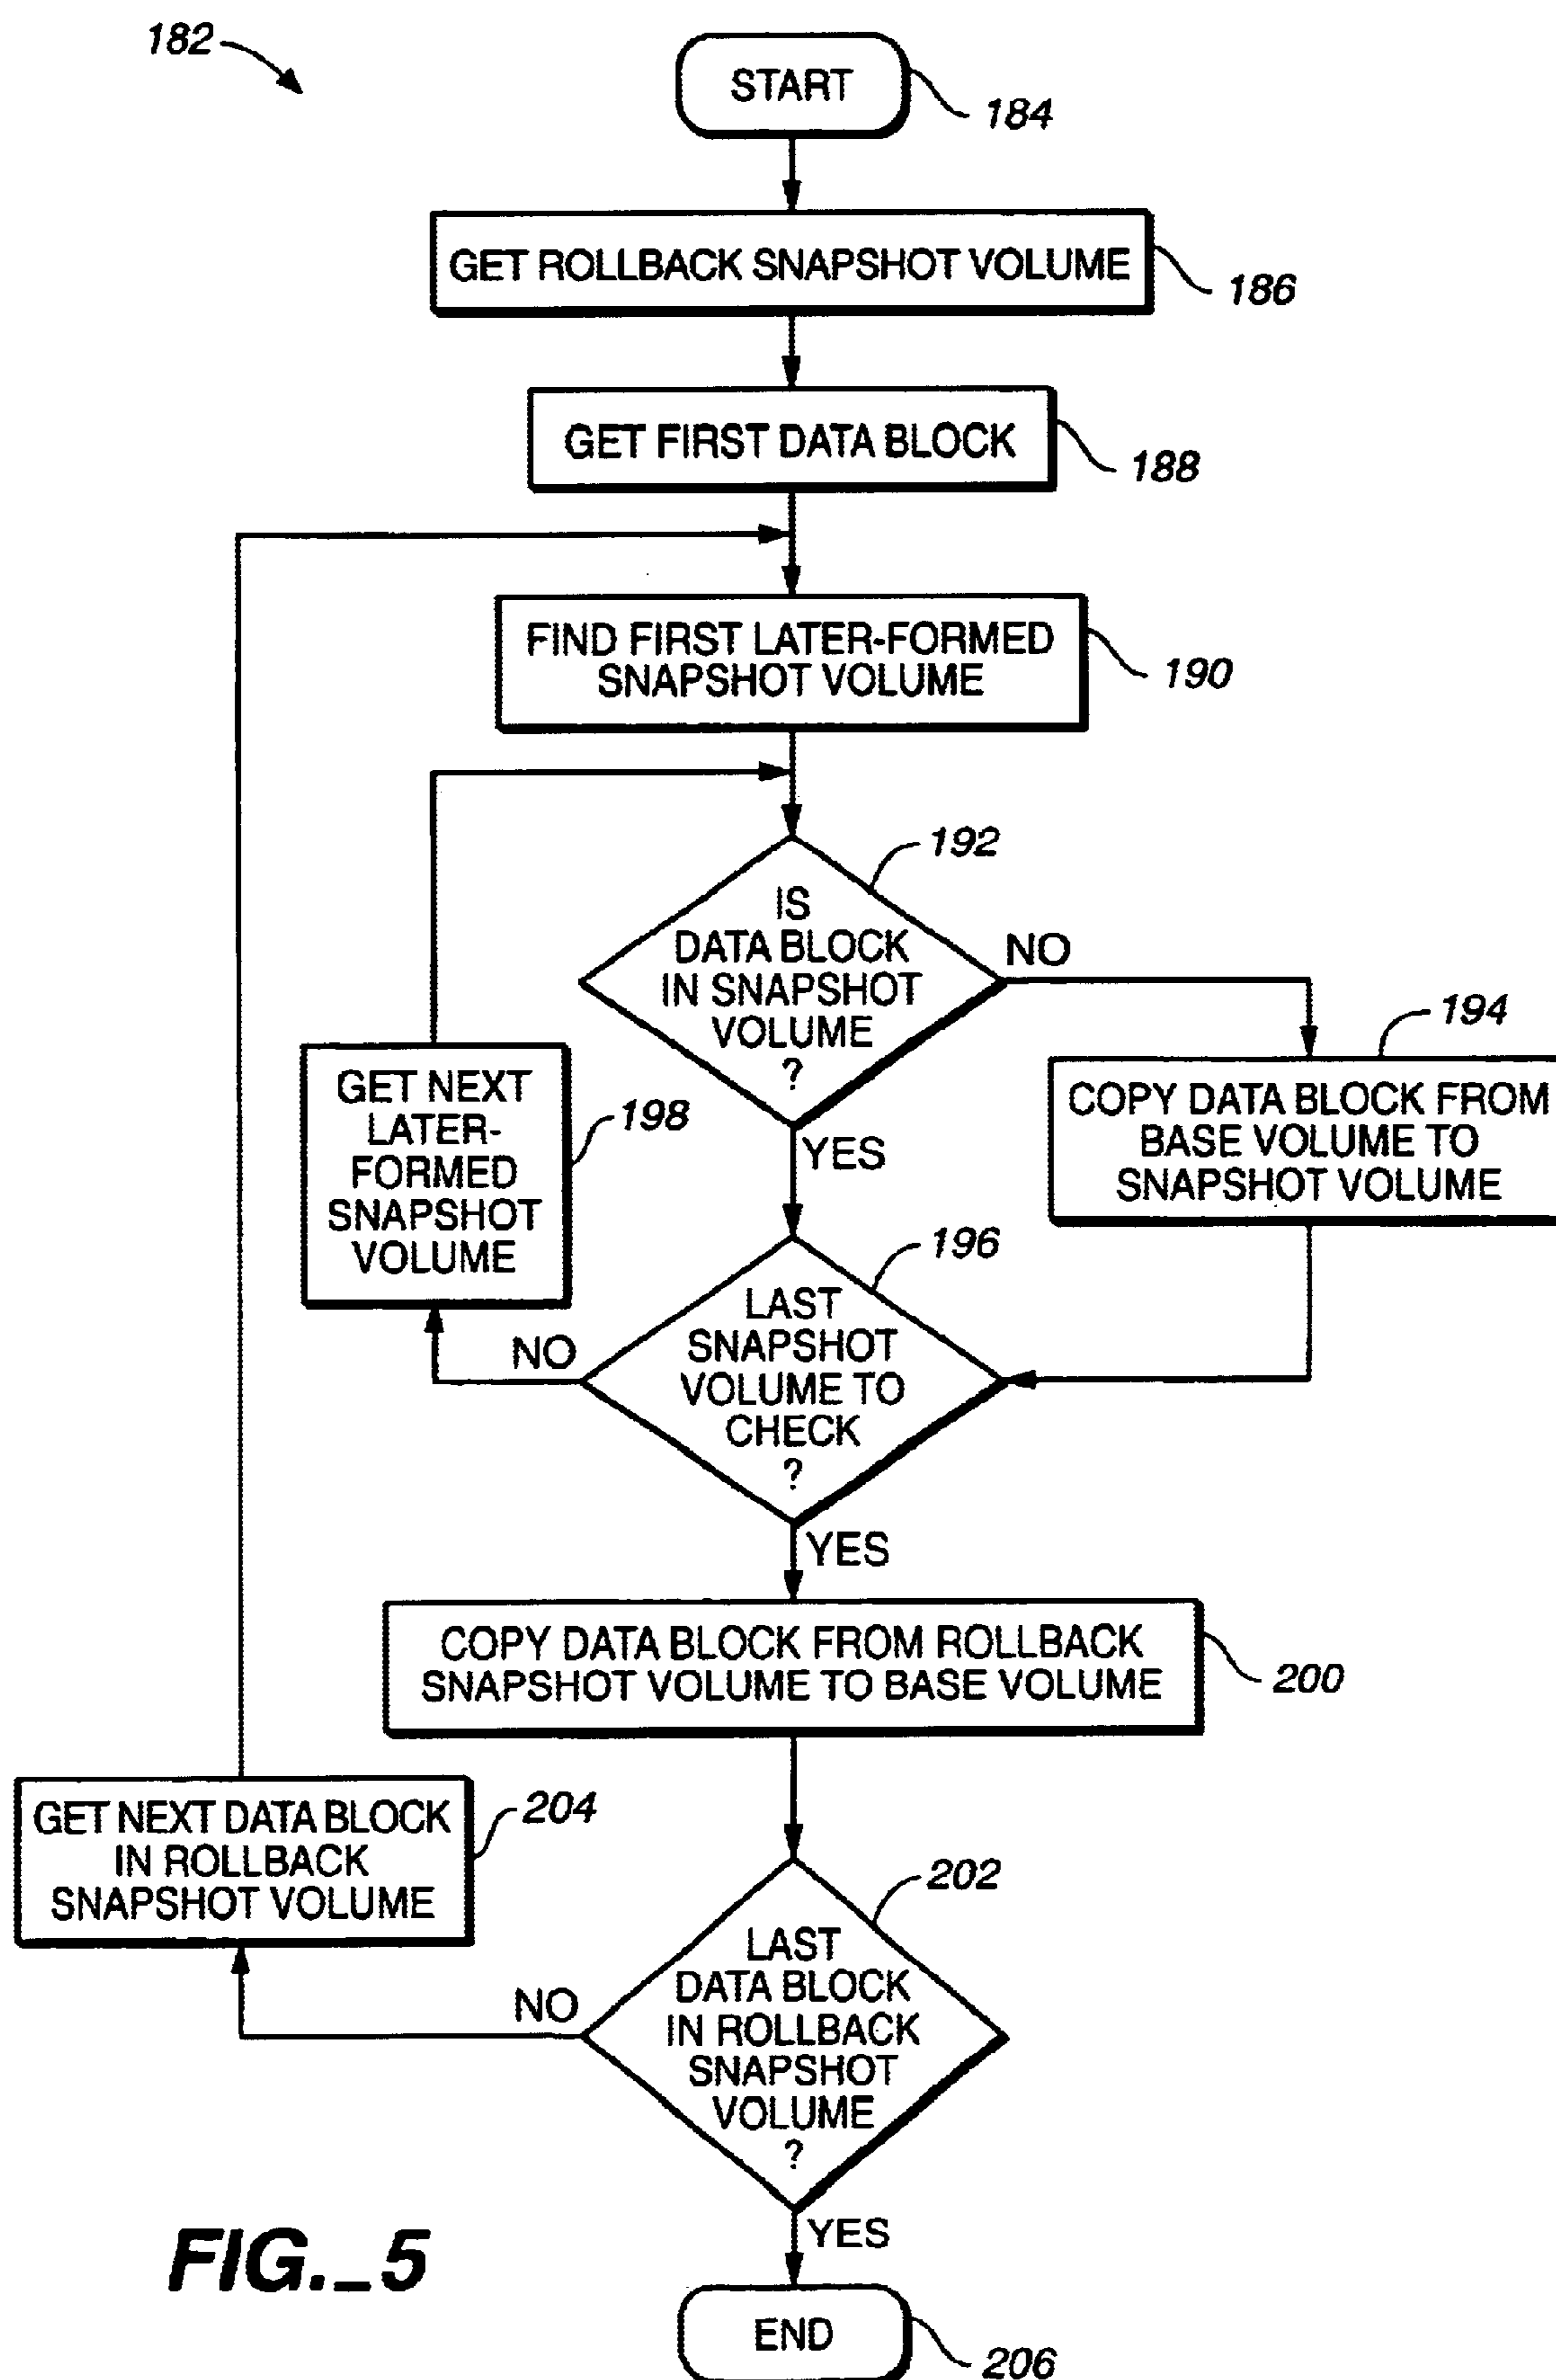 182
START
184
GET ROLLBACK SNAPSHOT VOLUME
186
GET FIRST DATA BLOCK
188
FIND FIRST LATER-FORMED
SNAPSHOT VOLUME
190
192
IS
DATA BLOCK
IN SNAPSHOT
VOLUME
?
NO
YES
194
COPY DATA BLOCK FROM
BASE VOLUME TO
SNAPSHOT VOLUME
GET NEXT
LATER-
FORMED
SNAPSHOT
VOLUME
198
196
LAST
SNAPSHOT
VOLUME TO
CHECK
?
NO
YES
COPY DATA BLOCK FROM ROLLBACK
SNAPSHOT VOLUME TO BASE VOLUME
200
GET NEXT DATA BLOCK
IN ROLLBACK
SNAPSHOT VOLUME
204
202
LAST
DATA BLOCK
IN ROLLBACK
SNAPSHOT
VOLUME
?
NO
YES
FIG._5
END
206